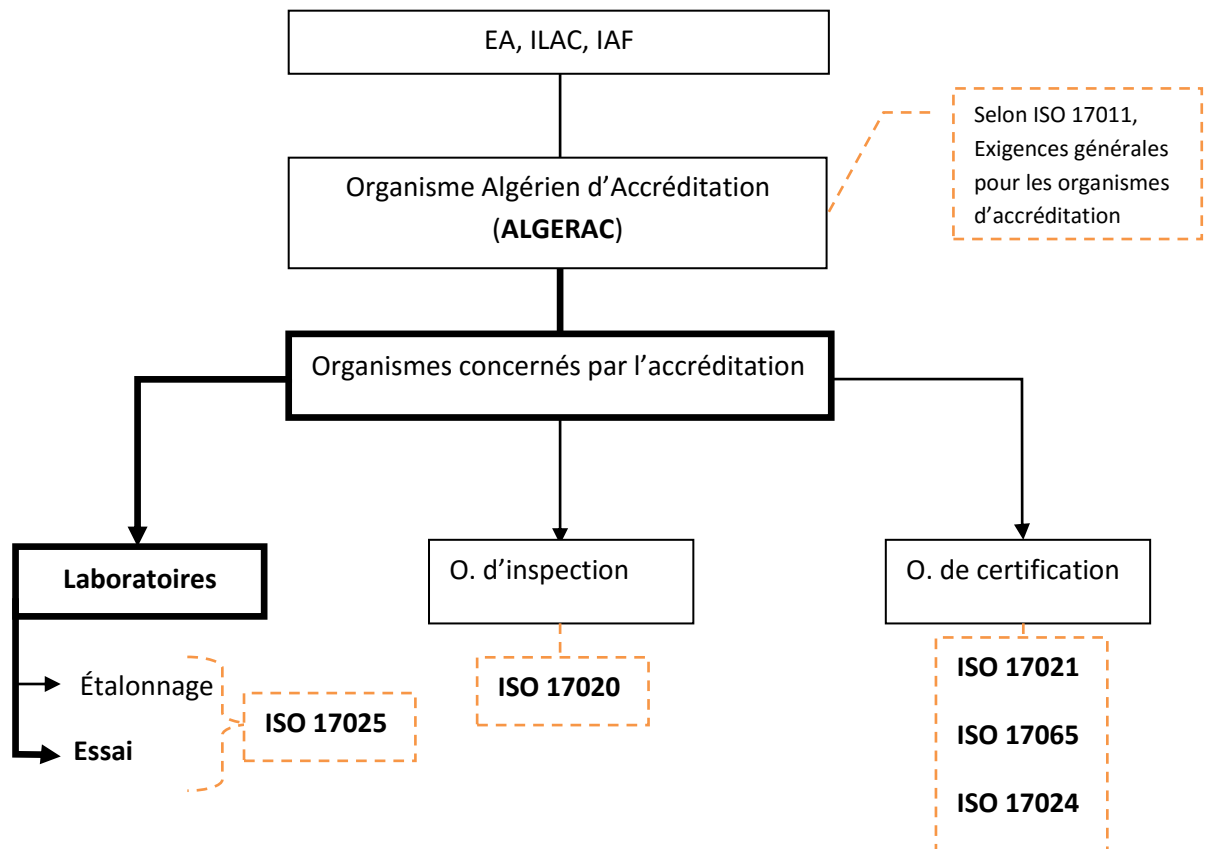 EA, ILAC, IAF
Selon ISO 17011,
Exigences générales
pour les organismes
d’accréditation
Organisme Algérien d’Accréditation
(ALGERAC)
Organismes concernés par l’accréditation
Laboratoires
O. d’inspection
O. de certification
Étalonnage
Essai
ISO 17025
ISO 17020
ISO 17021
ISO 17065
ISO 17024